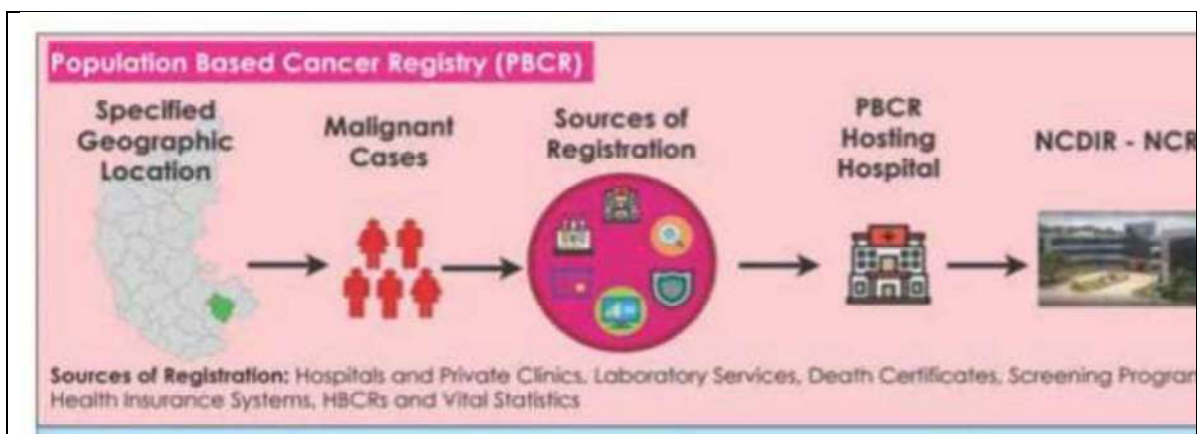 Population Based Cancer Registry (PBCR)
Specified
Geographic
Location
Malignant
Cases
Sources of
Registration
PBCR
Hosting
Hospital
NCDIR - NCR
Sources of Registration: Hospitals and Private Clinics, Laboratory Services, Death Certificates, Screening Program
Health Insurance Systems, HBCRs and Vital Statistics